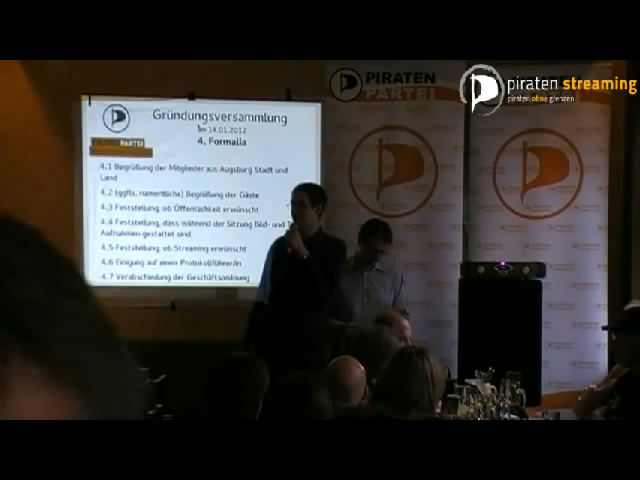 piraten streaming
piraten ohne grenzen
PIRATEN
PARTEI
Gründungsversammlung
am 14.01.2012
4. Formalia
PARTEI
4.1 Begrüßung der Mitglieder aus Augsburg Stadt und
Land
4.2 (ggfls. namentliche) Begrüßung der Gäste
4.3 Feststellung, ob Öffentlichkeit erwünscht
4.4 Feststellung, dass während der Sitzung Bild- und
Aufnahmen gestattet sind
4.5 Feststellung, ob Streaming erwünscht
4.6 Einigung auf einen Protokollführer/in
4.7 Verabschiedung der Geschäftsordnung